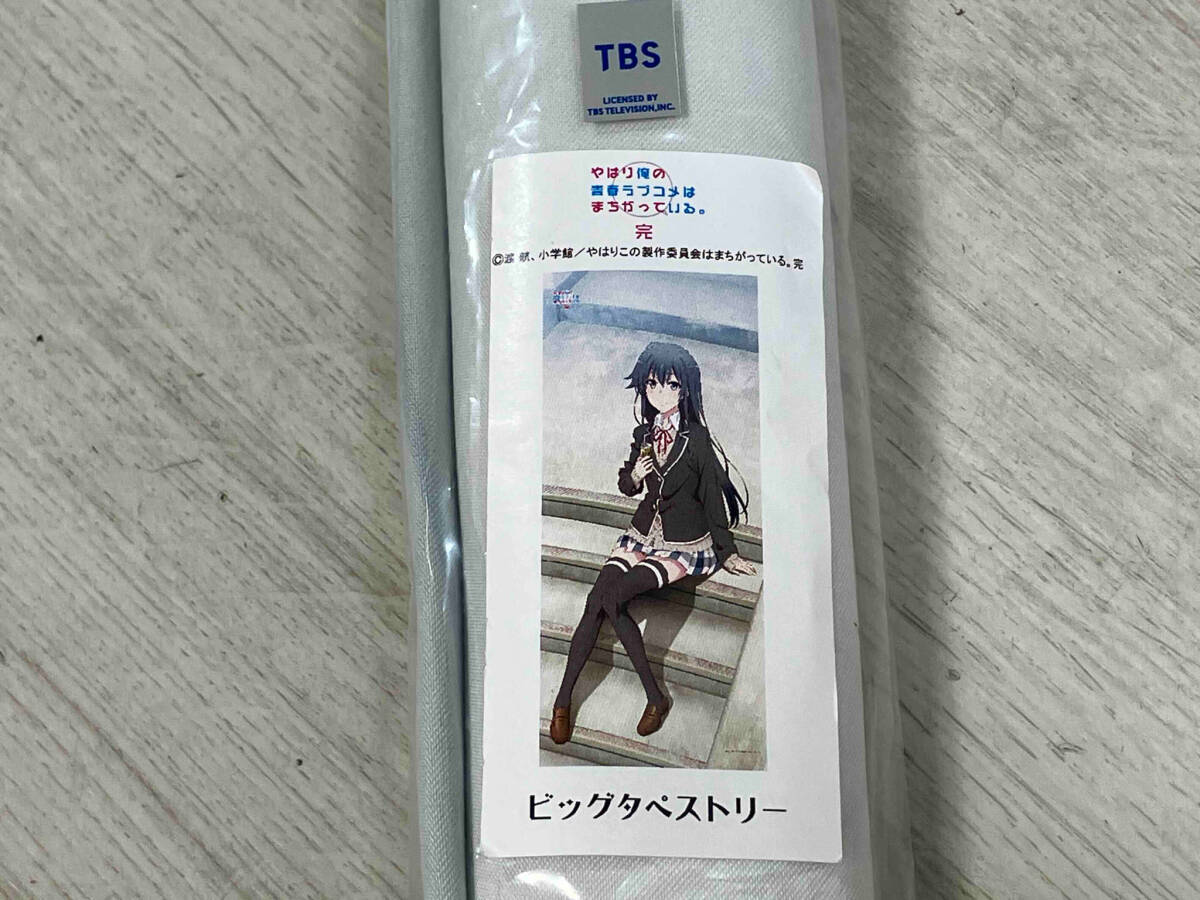 TBS
LICENSED BY
TBS TELEVISION,INC.
やはり俺の
青春ラブコメは
まちがっている。
完
©渡 航、小学館／やはりこの製作委員会はまちがっている。完
ビッグタペストリー